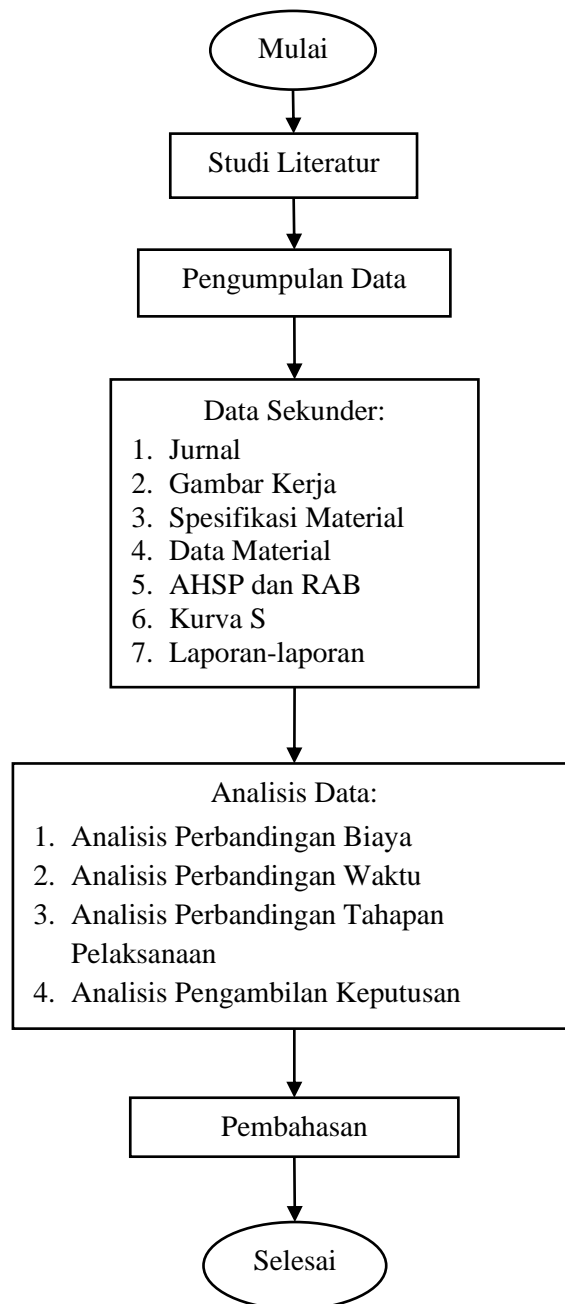 Mulai
Studi Literatur
Pengumpulan Data
Data Sekunder:
1. Jurnal
2. Gambar Kerja
3. Spesifikasi Material
4. Data Material
5. AHSP dan RAB
6. Kurva S
7. Laporan-laporan
Analisis Data:
1. Analisis Perbandingan Biaya
2. Analisis Perbandingan Waktu
3. Analisis Perbandingan Tahapan
Pelaksanaan
4. Analisis Pengambilan Keputusan
Pembahasan
Selesai